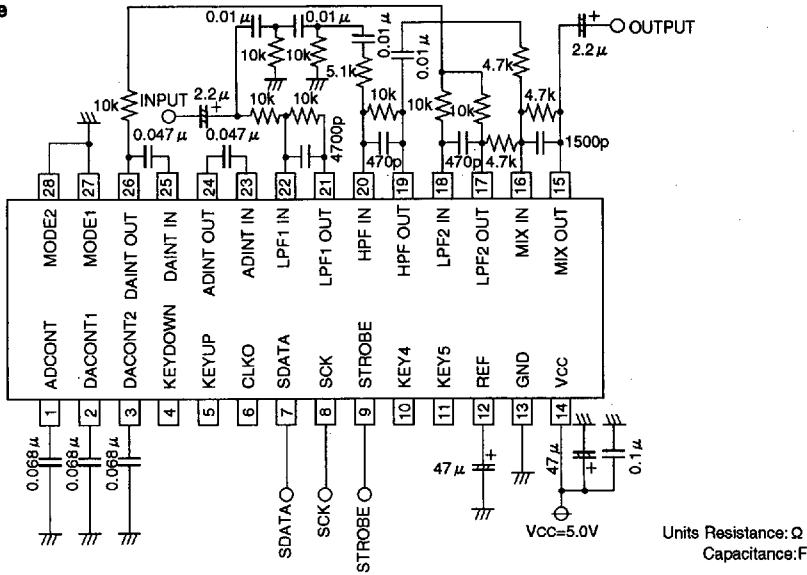 e
0.01μ 0.01μ
10k 10k
0.01μ
0.01μ
5.1k
2.2μ
OUTPUT
4.7k
4.7k
2.2μ
INPUT
10k
10k 10k
10k
10k 10k
0.047μ 0.047μ
4700p
470p
470p
4.7k
1500p
28 27 26 25 24 23 22 21 20 19 18 17 16 15
MODE2
MODE1
DAINT OUT
DAINT IN
ADINT OUT
ADINT IN
LPF1 IN
LPF1 OUT
HPF IN
HPF OUT
LPF2 IN
LPF2 OUT
MIX IN
MIX OUT
ADCONT
DACONT1
DACONT2
KEYDOWN
KEYUP
CLKO
SDATA
SCK
STROBE
KEY4
KEY5
REF
GND
VCC
1 2 3 4 5 6 7 8 9 10 11 12 13 14
0.068μ
0.068μ
0.068μ
SDATA
SCK
STROBE
47μ
47μ
0.1μ
VCC=5.0V
Units Resistance: Ω
Capacitance:F